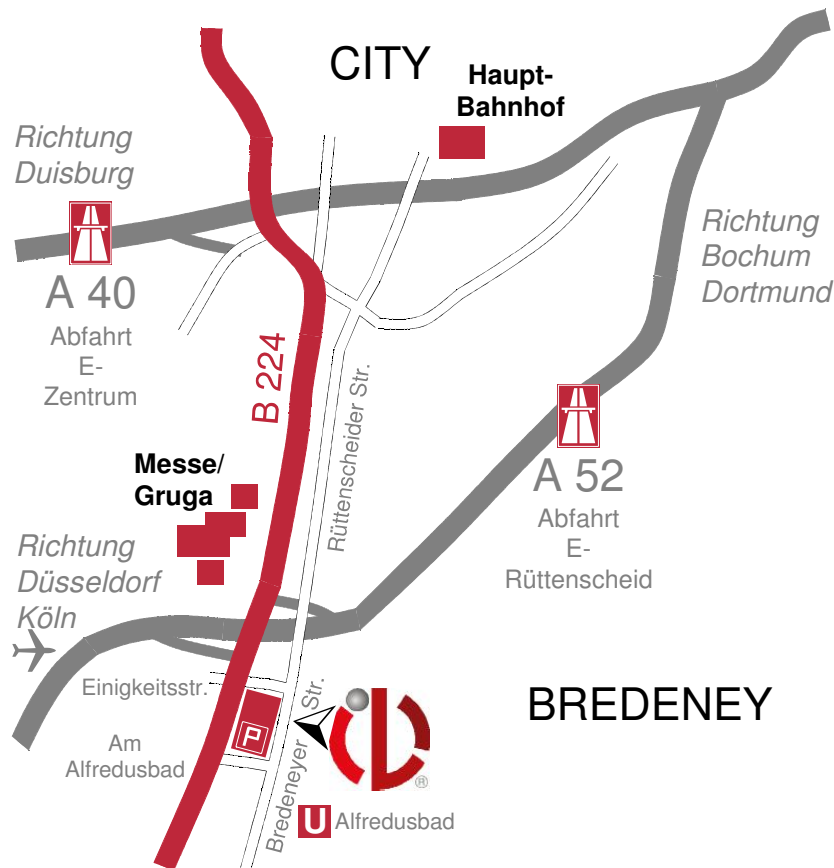 CITY
Haupt-
Bahnhof
Richtung
Duisburg
A 40
Abfahrt
E-
Zentrum
Richtung
Bochum
Dortmund
B 224
Rüttenscheider Str.
A 52
Abfahrt
E-
Rüttenscheid
Messe/
Gruga
Richtung
Düsseldorf
Köln
Einigkeitsstr.
Am
Alfredusbad
P
Bredeneyer Str.
BREDENEY
®
U Alfredusbad